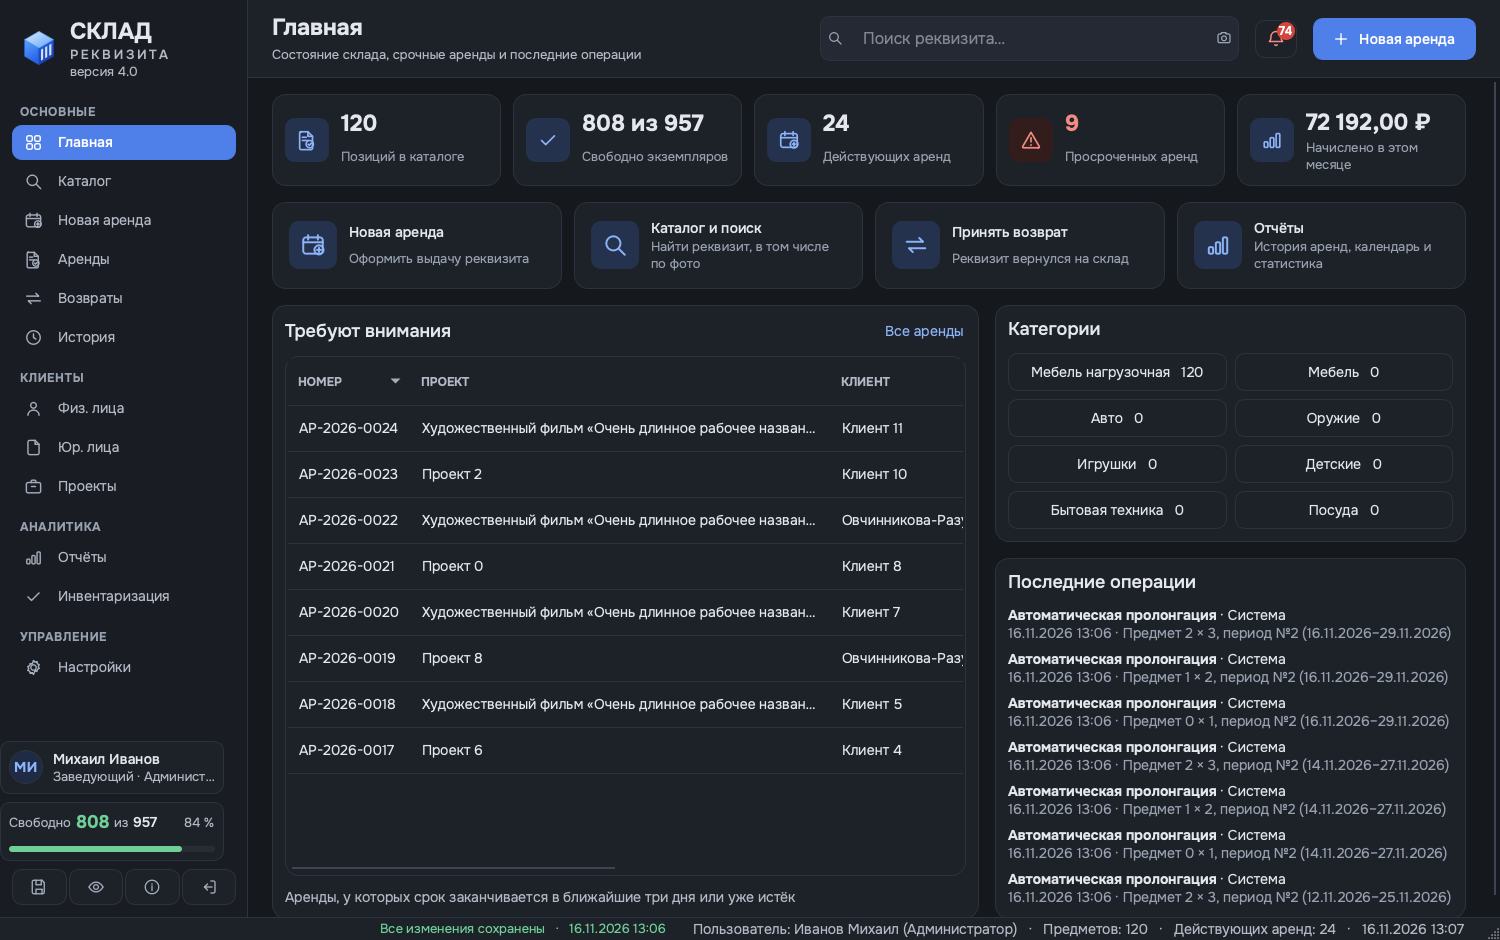 СКЛАД
РЕКВИЗИТА
версия 4.0
ОСНОВНЫЕ
Главная
Каталог
Новая аренда
Аренды
Возвраты
История
КЛИЕНТЫ
Физ. лица
Юр. лица
Проекты
АНАЛИТИКА
Отчёты
Инвентаризация
УПРАВЛЕНИЕ
Настройки
МИ
Михаил Иванов
Заведующий · Админист...
Свободно 808 из 957 84 %
Главная
Состояние склада, срочные аренды и последние операции
Поиск реквизита...
74
Новая аренда
120
Позиций в каталоге
808 из 957
Свободно экземпляров
24
Действующих аренд
9
Просроченных аренд
72 192,00 ₽
Начислено в этом
месяце
Новая аренда
Оформить выдачу реквизита
Каталог и поиск
Найти реквизит, в том числе
по фото
Принять возврат
Реквизит вернулся на склад
Отчёты
История аренд, календарь и
статистика
Требуют внимания
Все аренды
НОМЕР ПРОЕКТ КЛИЕНТ
АР-2026-0024 Художественный фильм «Очень длинное рабочее назван... Клиент 11
АР-2026-0023 Проект 2 Клиент 10
АР-2026-0022 Художественный фильм «Очень длинное рабочее назван... Овчинникова-Разу
АР-2026-0021 Проект 0 Клиент 8
АР-2026-0020 Художественный фильм «Очень длинное рабочее назван... Клиент 7
АР-2026-0019 Проект 8 Овчинникова-Разу
АР-2026-0018 Художественный фильм «Очень длинное рабочее назван... Клиент 5
АР-2026-0017 Проект 6 Клиент 4
Аренды, у которых срок заканчивается в ближайшие три дня или уже истёк
Категории
Мебель нагрузочная 120
Мебель 0
Авто 0
Оружие 0
Игрушки 0
Детские 0
Бытовая техника 0
Посуда 0
Последние операции
Автоматическая пролонгация · Система
16.11.2026 13:06 · Предмет 2 × 3, период №2 (16.11.2026–29.11.2026)
Автоматическая пролонгация · Система
16.11.2026 13:06 · Предмет 1 × 2, период №2 (16.11.2026–29.11.2026)
Автоматическая пролонгация · Система
16.11.2026 13:06 · Предмет 0 × 1, период №2 (16.11.2026–29.11.2026)
Автоматическая пролонгация · Система
16.11.2026 13:06 · Предмет 2 × 3, период №2 (14.11.2026–27.11.2026)
Автоматическая пролонгация · Система
16.11.2026 13:06 · Предмет 1 × 2, период №2 (14.11.2026–27.11.2026)
Автоматическая пролонгация · Система
16.11.2026 13:06 · Предмет 0 × 1, период №2 (14.11.2026–27.11.2026)
Автоматическая пролонгация · Система
16.11.2026 13:06 · Предмет 2 × 3, период №2 (12.11.2026–25.11.2026)
Все изменения сохранены · 16.11.2026 13:06 Пользователь: Иванов Михаил (Администратор) · Предметов: 120 · Действующих аренд: 24 · 16.11.2026 13:07